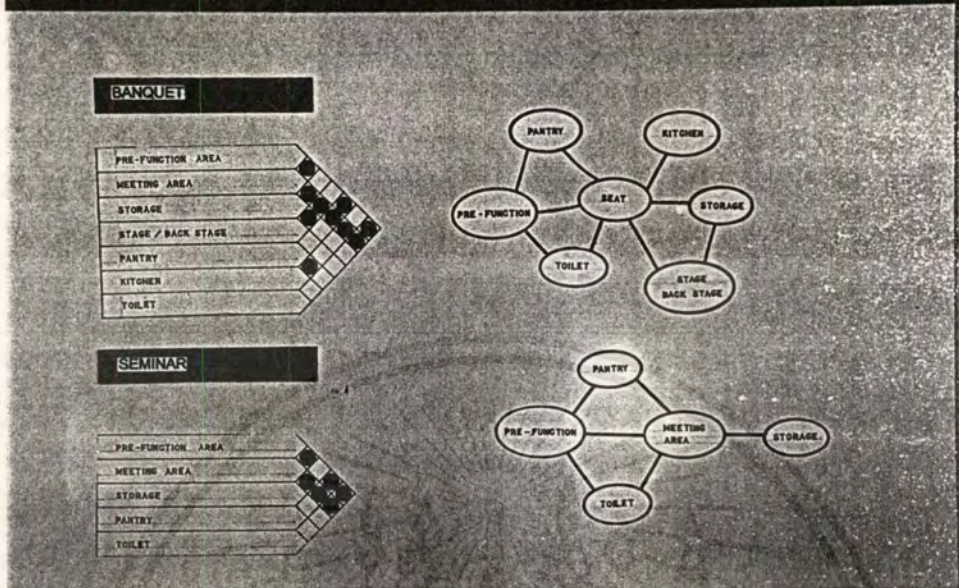 BANQUET
PRE-FUNCTION AREA
MEETING AREA
STORAGE
STAGE / BACK STAGE
PANTRY
KITCHEN
TOILET
PANTRY
KITCHEN
SEAT
STORAGE
PRE-FUNCTION
TOILET
STAGE
BACK STAGE
SEMINAR
PRE-FUNCTION AREA
MEETING AREA
STORAGE
PANTRY
TOILET
PANTRY
PRE-FUNCTION
MEETING
AREA
STORAGE
TOILET